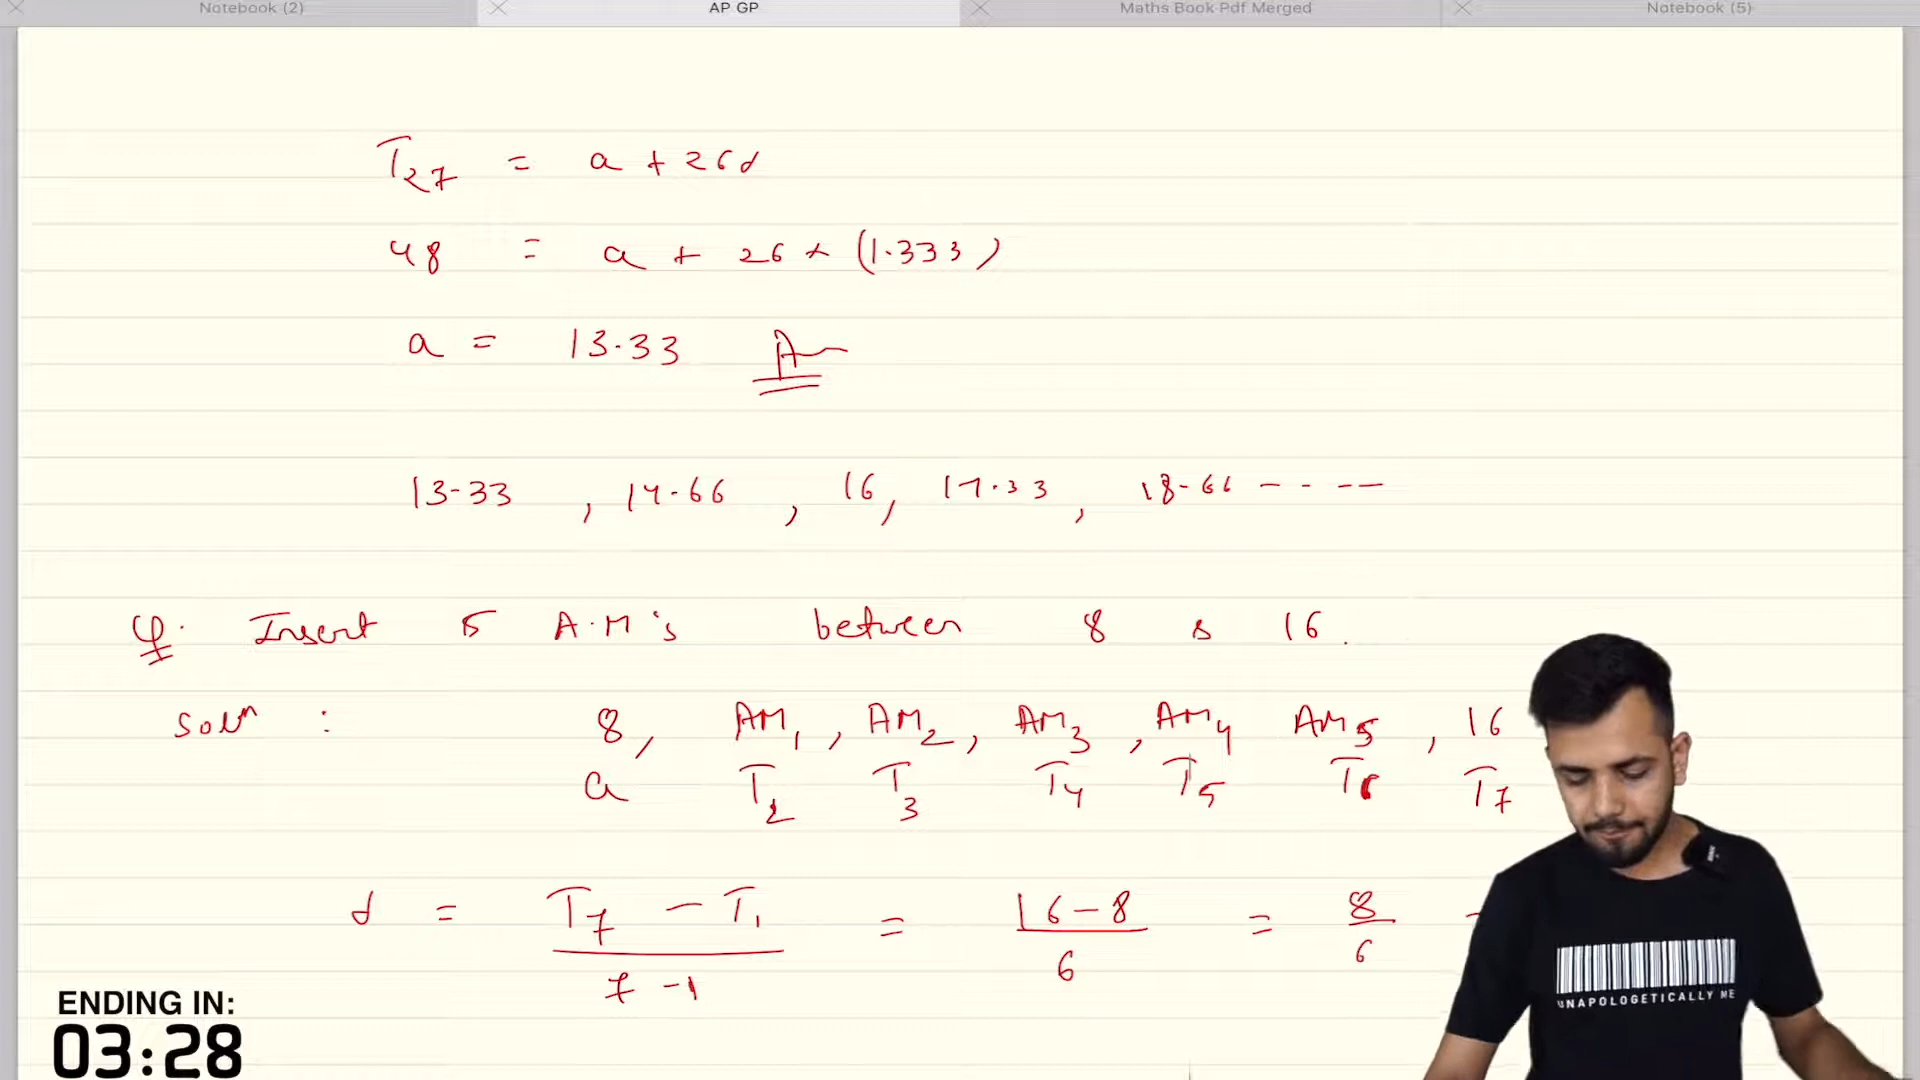 Notebook (2) AP GP Maths Book Pdf Merged Notebook (5)
T27 = a + 26d
48 = a + 26 × (1.333)
a = 13.33 A
13.33 , 14.66 , 16 , 17.33 , 18.66 -----
Q. Insert 5 A.M's between 8 & 16.
Solⁿ : 8, AM1, AM2, AM3, AM4 AM5, 16
a T2 T3 T4 T5 T6 T7
d = T7 - T1 / 7 - 1 = 16 - 8 / 6 = 8 / 6
UNAPOLOGETICALLY ME
ENDING IN:
03:28